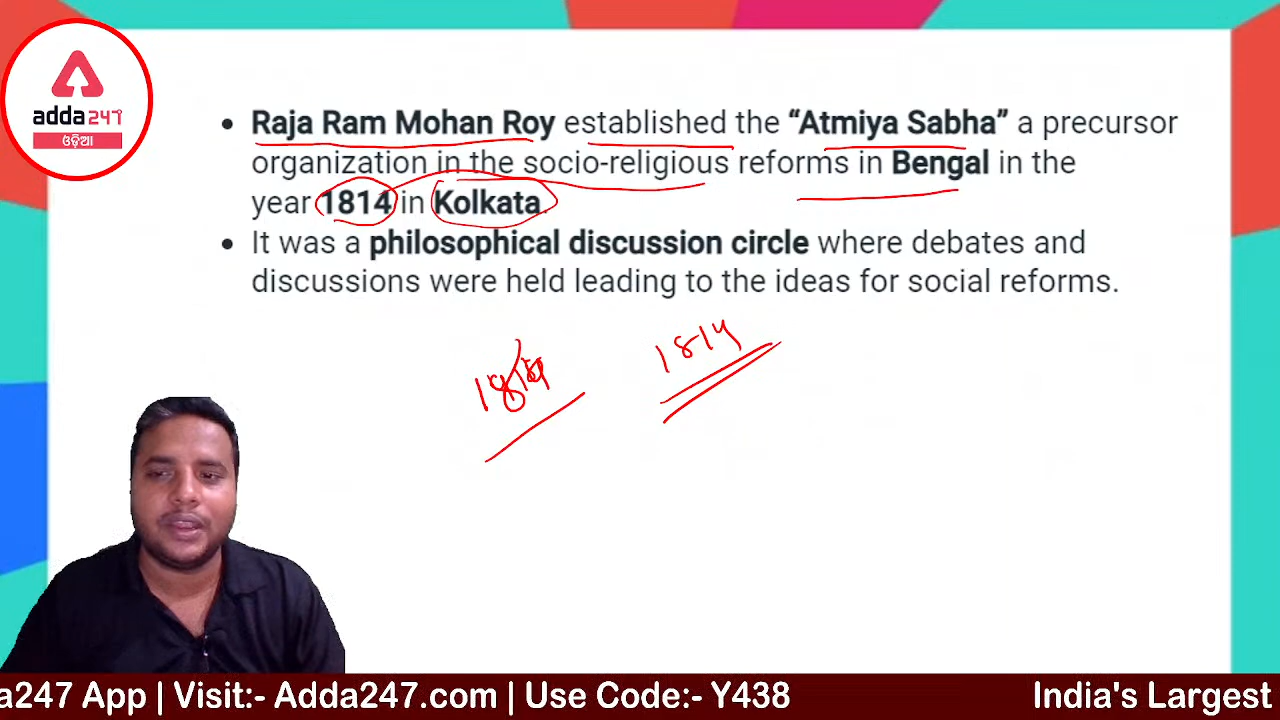 adda247
ଓଡ଼ିଆ
• Raja Ram Mohan Roy established the “Atmiya Sabha” a precursor
organization in the socio-religious reforms in Bengal in the
year 1814 in Kolkata.
• It was a philosophical discussion circle where debates and
discussions were held leading to the ideas for social reforms.
1814
a247 App | Visit:- Adda247.com | Use Code:- Y438 India's Largest